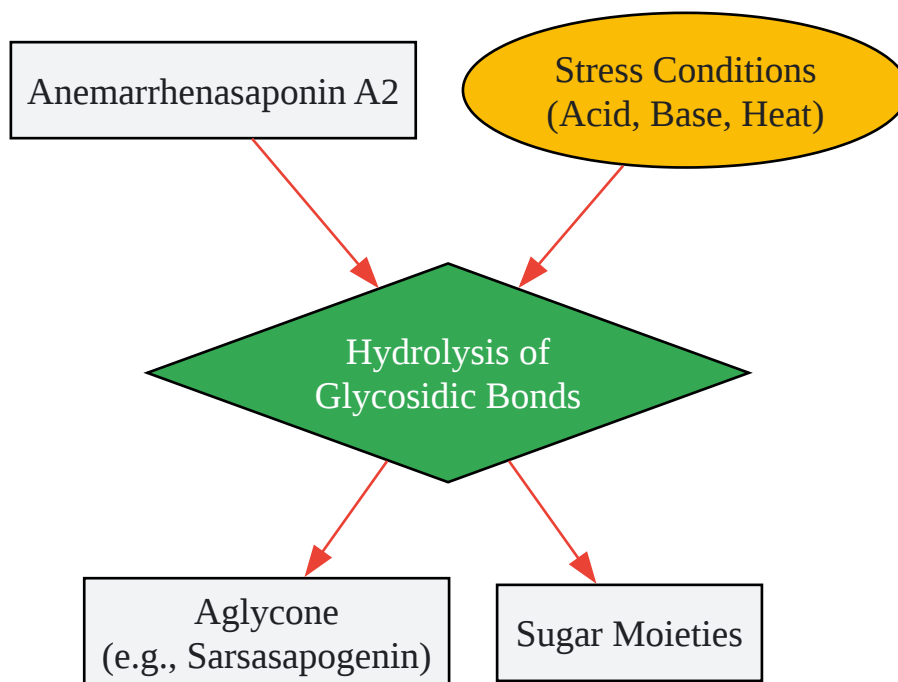 Anemarrhenasaponin A2
Stress Conditions
(Acid, Base, Heat)
Hydrolysis of
Glycosidic Bonds
Aglycone
(e.g., Sarsasapogenin)
Sugar Moieties